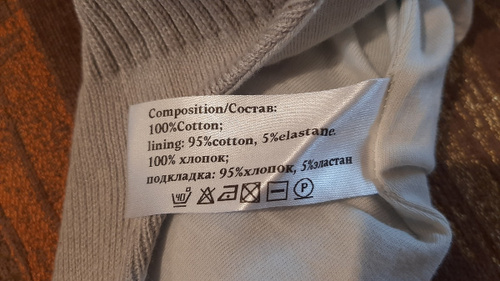 Composition/Состав:
100%Cotton;
lining: 95%cotton, 5%elastane.
100% хлопок;
подкладка: 95%хлопок, 5%эластан
40° P